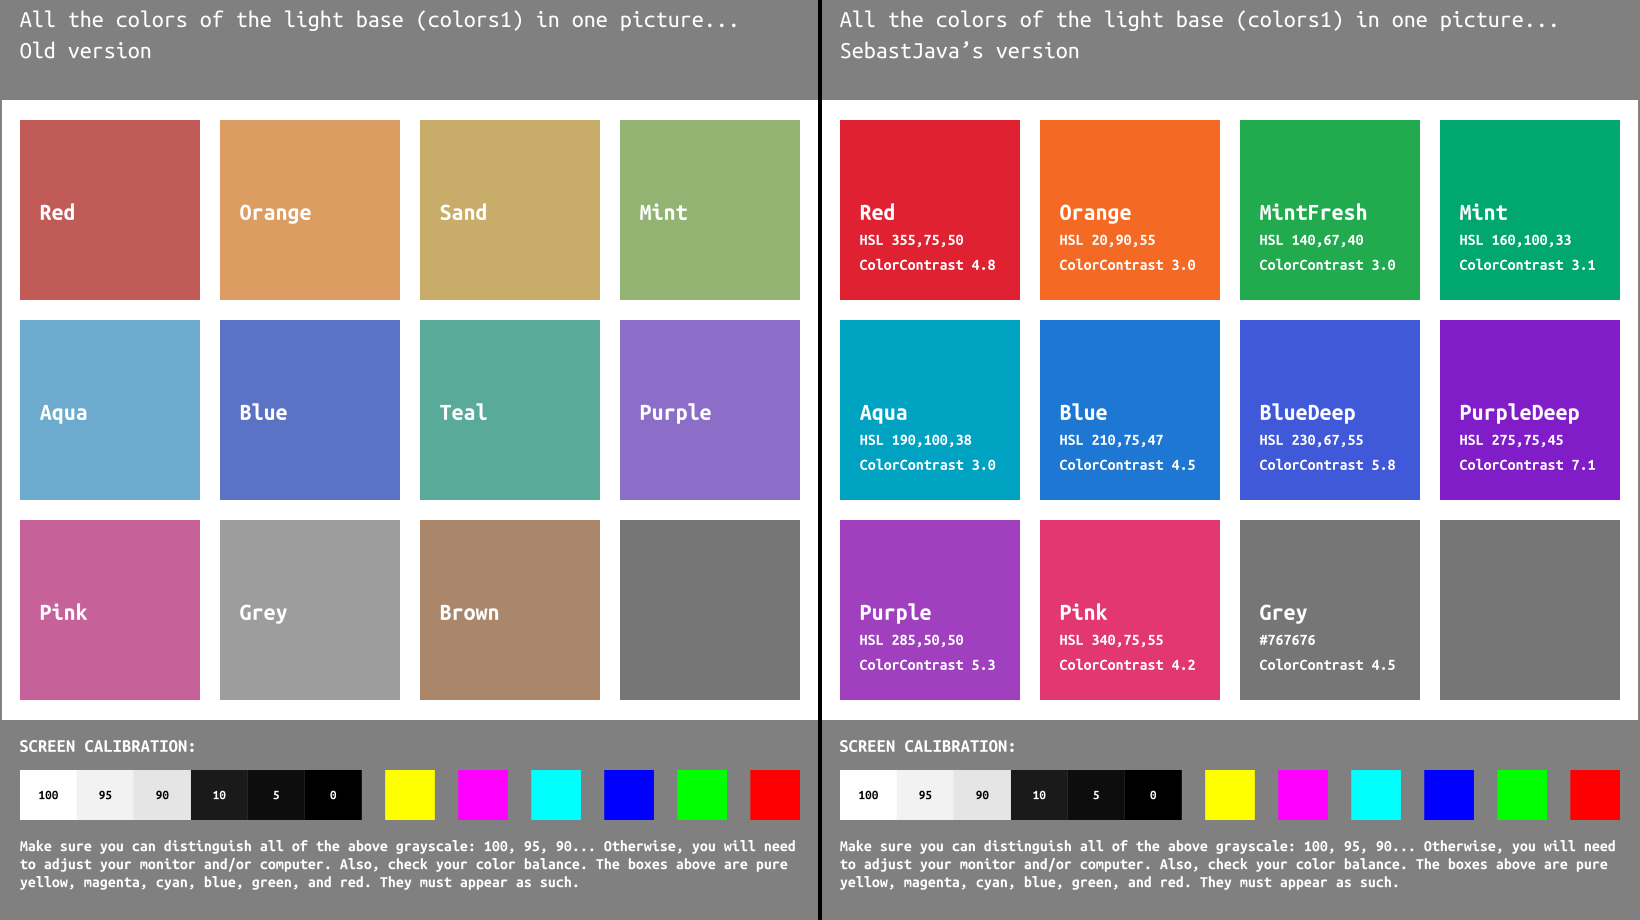 All the colors of the light base (colors1) in one picture...
Old version
Red
Orange
Sand
Mint
Aqua
Blue
Teal
Purple
Pink
Grey
Brown
SCREEN CALIBRATION:
100 95 90 10 5 0
Make sure you can distinguish all of the above grayscale: 100, 95, 90... Otherwise, you will need
to adjust your monitor and/or computer. Also, check your color balance. The boxes above are pure
yellow, magenta, cyan, blue, green, and red. They must appear as such.
All the colors of the light base (colors1) in one picture...
SebastJava’s version
Red
HSL 355,75,50
ColorContrast 4.8
Orange
HSL 20,90,55
ColorContrast 3.0
MintFresh
HSL 140,67,40
ColorContrast 3.0
Mint
HSL 160,100,33
ColorContrast 3.1
Aqua
HSL 190,100,38
ColorContrast 3.0
Blue
HSL 210,75,47
ColorContrast 4.5
BlueDeep
HSL 230,67,55
ColorContrast 5.8
PurpleDeep
HSL 275,75,45
ColorContrast 7.1
Purple
HSL 285,50,50
ColorContrast 5.3
Pink
HSL 340,75,55
ColorContrast 4.2
Grey
#767676
ColorContrast 4.5
SCREEN CALIBRATION:
100 95 90 10 5 0
Make sure you can distinguish all of the above grayscale: 100, 95, 90... Otherwise, you will need
to adjust your monitor and/or computer. Also, check your color balance. The boxes above are pure
yellow, magenta, cyan, blue, green, and red. They must appear as such.